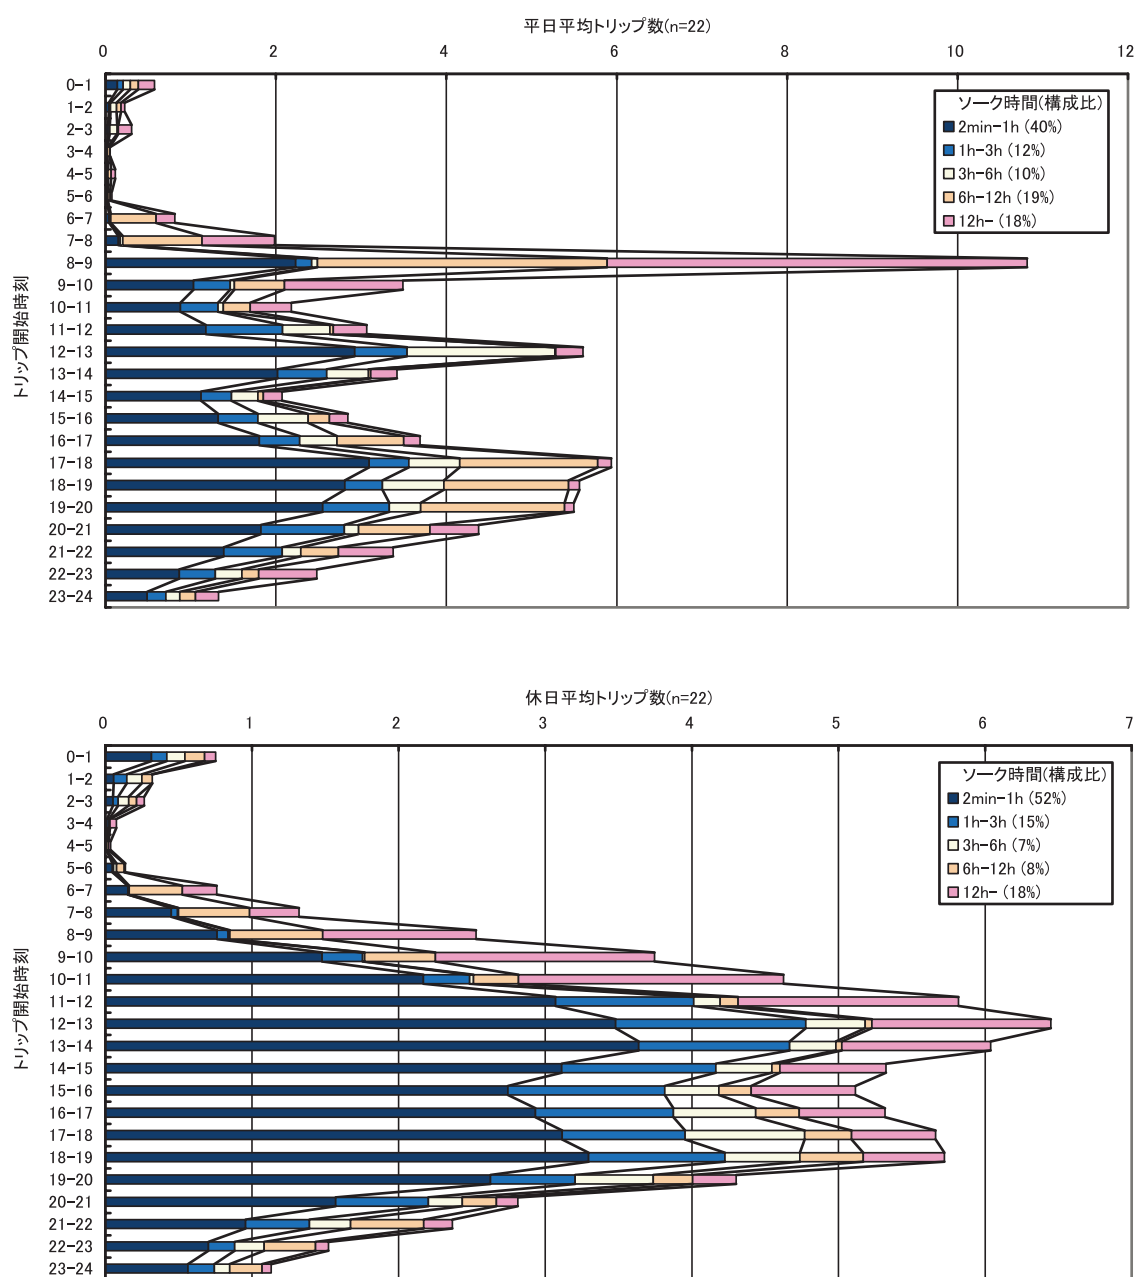 平日平均トリップ数(n=22)
0 2 4 6 8 10 12
トリップ開始時刻
0-1
1-2
2-3
3-4
4-5
5-6
6-7
7-8
8-9
9-10
10-11
11-12
12-13
13-14
14-15
15-16
16-17
17-18
18-19
19-20
20-21
21-22
22-23
23-24
ソーク時間(構成比)
2min-1h (40%)
1h-3h (12%)
3h-6h (10%)
6h-12h (19%)
12h- (18%)
休日平均トリップ数(n=22)
0 1 2 3 4 5 6 7
トリップ開始時刻
0-1
1-2
2-3
3-4
4-5
5-6
6-7
7-8
8-9
9-10
10-11
11-12
12-13
13-14
14-15
15-16
16-17
17-18
18-19
19-20
20-21
21-22
22-23
23-24
ソーク時間(構成比)
2min-1h (52%)
1h-3h (15%)
3h-6h (7%)
6h-12h (8%)
12h- (18%)